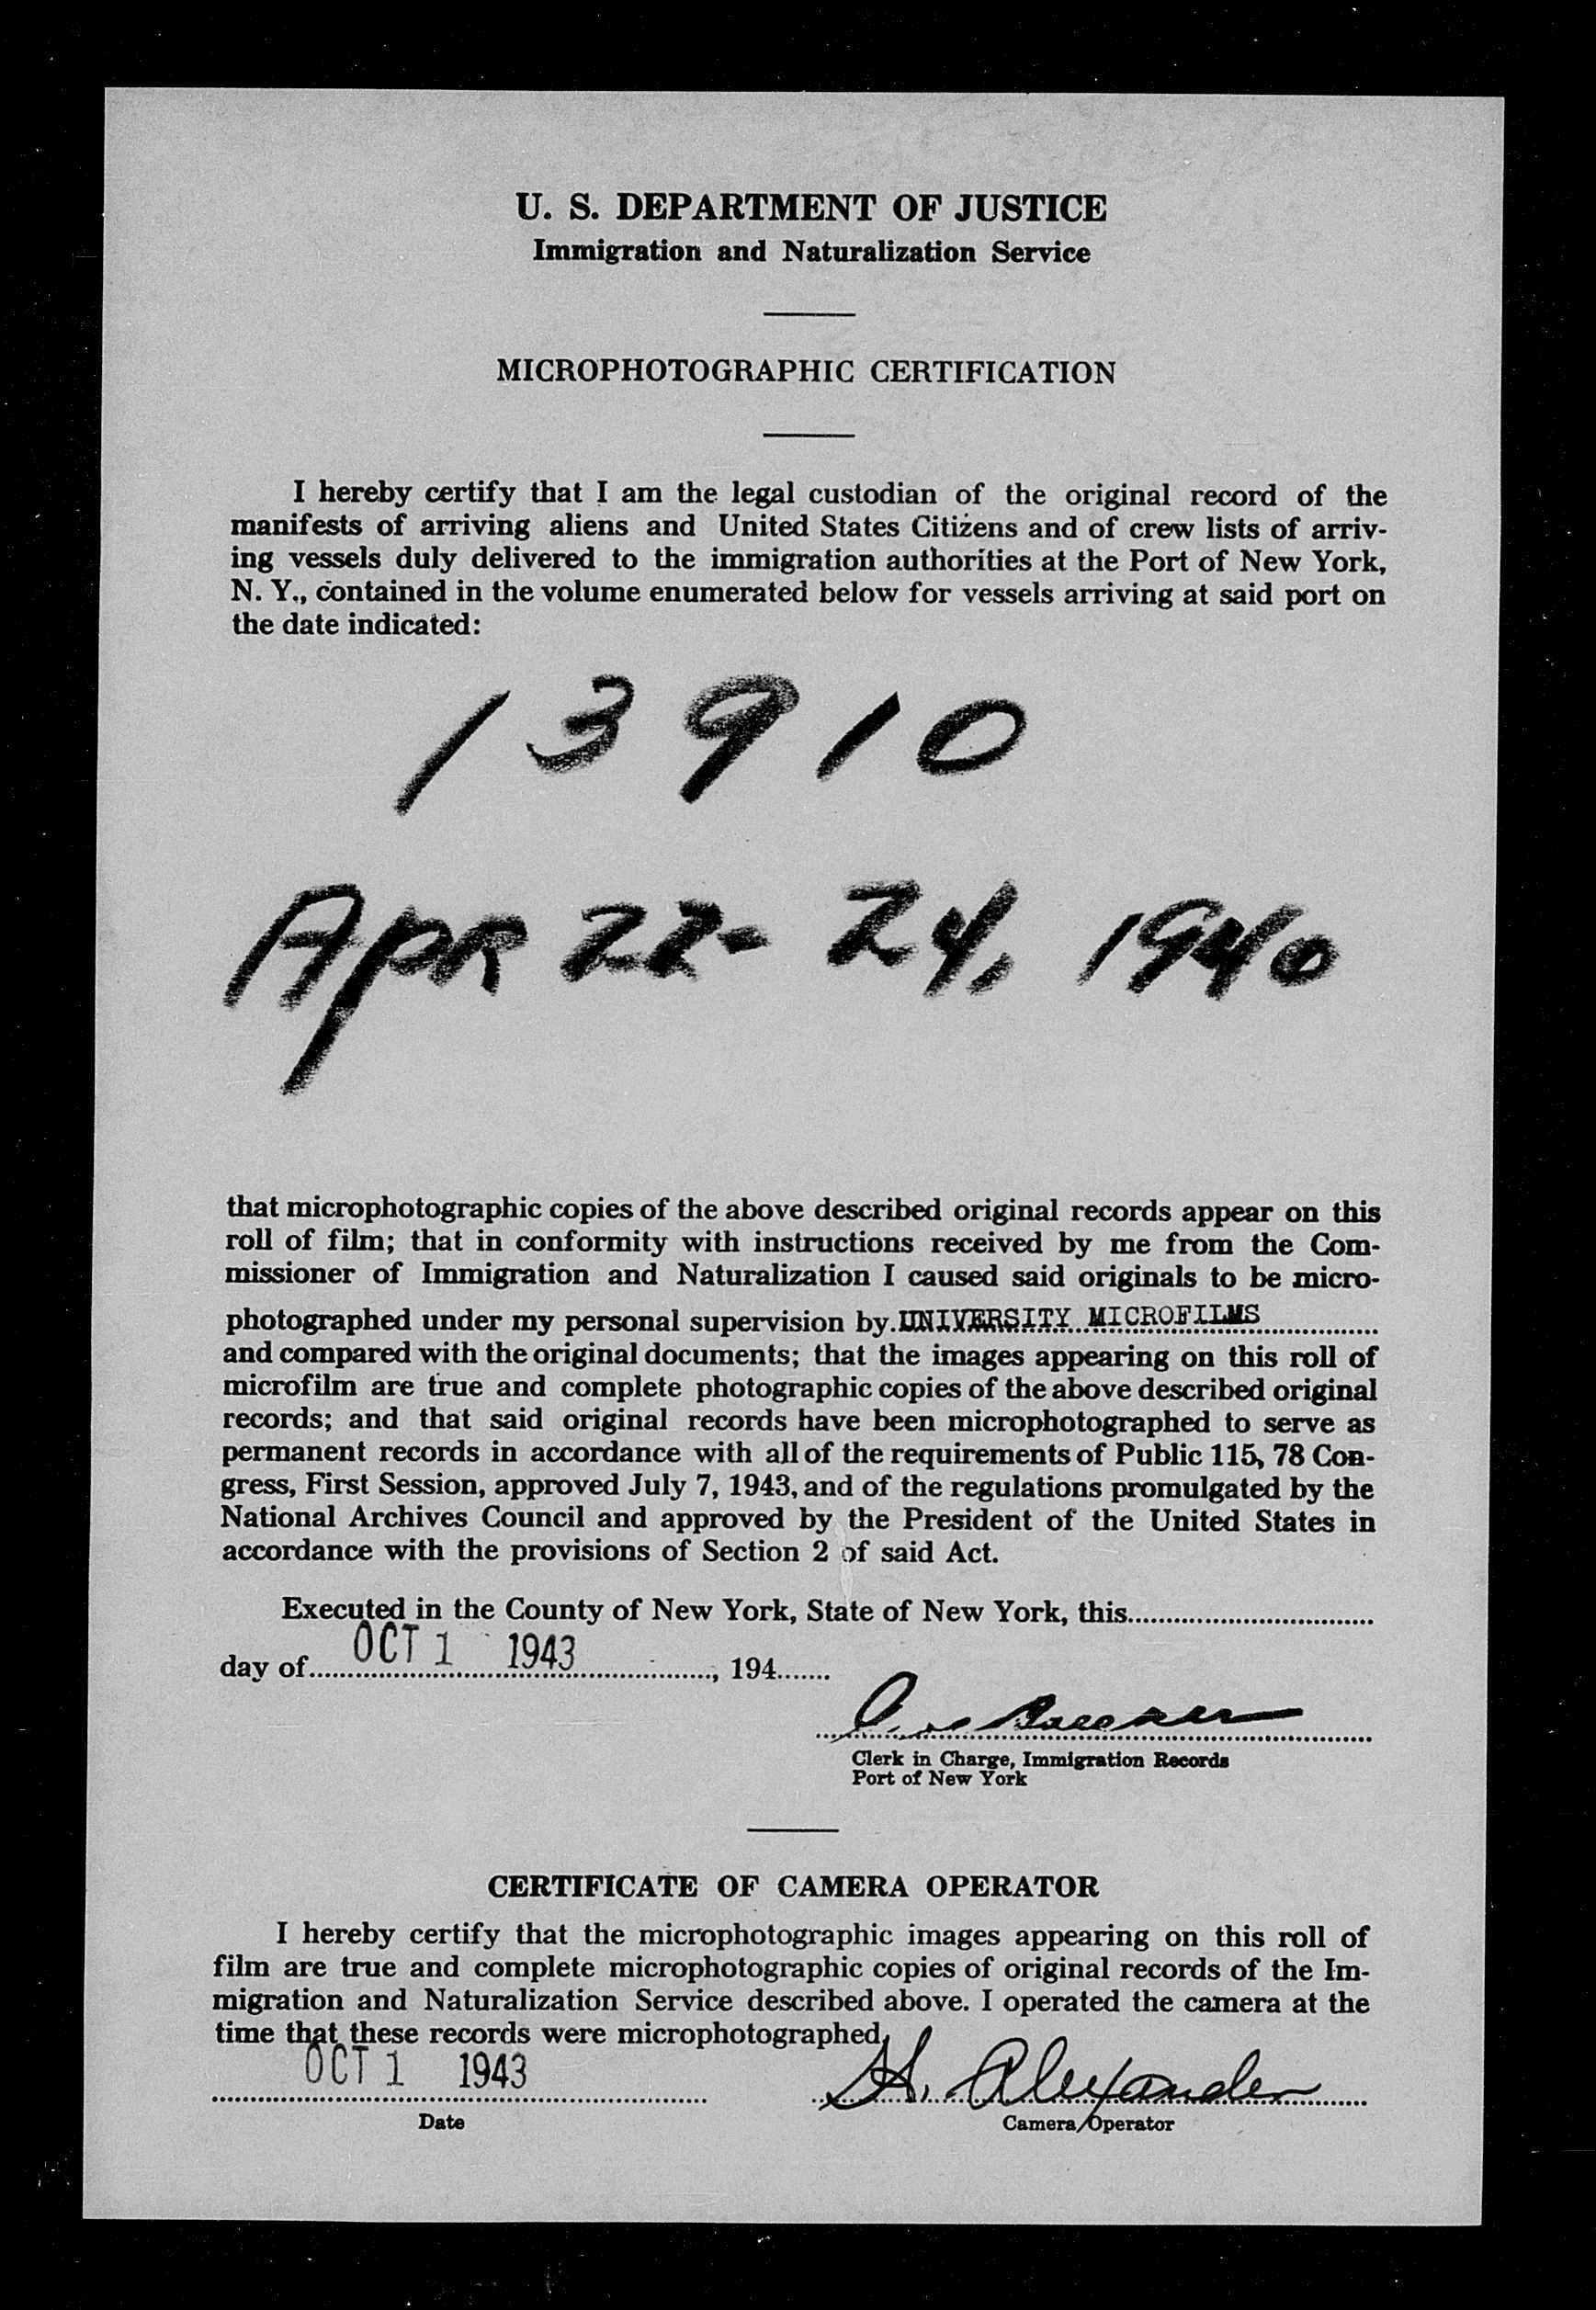 U. S. DEPARTMENT OF JUSTICE
Immigration and Naturalization Service
MICROPHOTOGRAPHIC CERTIFICATION
I hereby certify that I am the legal custodian of the original record of the
manifests of arriving aliens and United States Citizens and of crew lists of arriv-
ing vessels duly delivered to the immigration authorities at the Port of New York,
N. Y., contained in the volume enumerated below for vessels arriving at said port on
the date indicated:
13910
Apr 22-24, 1940
that microphotographic copies of the above described original records appear on this
roll of film; that in conformity with instructions received by me from the Com-
missioner of Immigration and Naturalization I caused said originals to be micro-
photographed under my personal supervision by UNIVERSITY MICROFILMS
and compared with the original documents; that the images appearing on this roll of
microfilm are true and complete photographic copies of the above described original
records; and that said original records have been microphotographed to serve as
permanent records in accordance with all of the requirements of Public 115, 78 Con-
gress, First Session, approved July 7, 1943, and of the regulations promulgated by the
National Archives Council and approved by the President of the United States in
accordance with the provisions of Section 2 of said Act.
Executed in the County of New York, State of New York, this
day of OCT 1 1943, 194
Clerk in Charge, Immigration Records
Port of New York
CERTIFICATE OF CAMERA OPERATOR
I hereby certify that the microphotographic images appearing on this roll of
film are true and complete microphotographic copies of original records of the Im-
migration and Naturalization Service described above. I operated the camera at the
time that these records were microphotographed.
OCT 1 1943 H. Alexander
Date Camera Operator